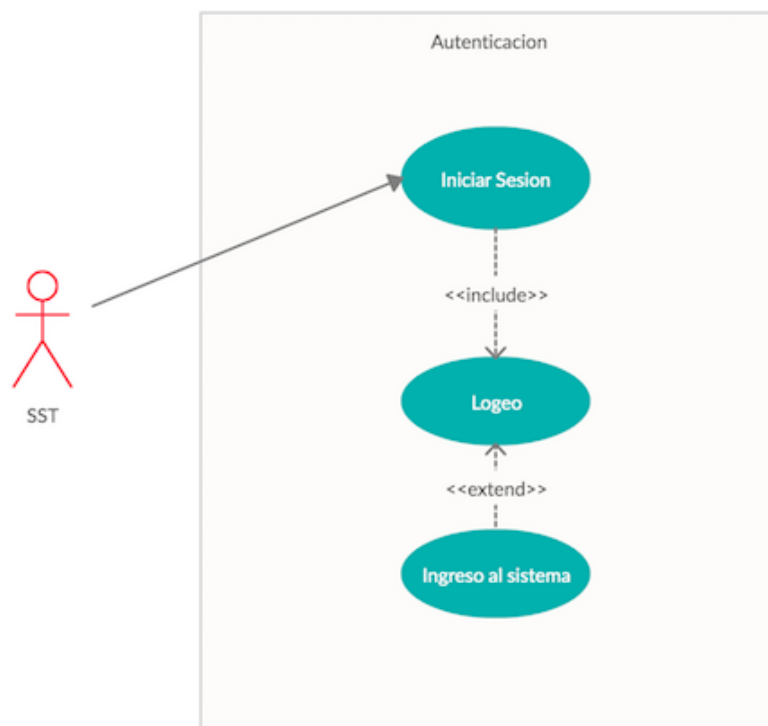 Autenticacion
Iniciar Sesion
<<include>>
SST
Logeo
<<extend>>
Ingreso al sistema